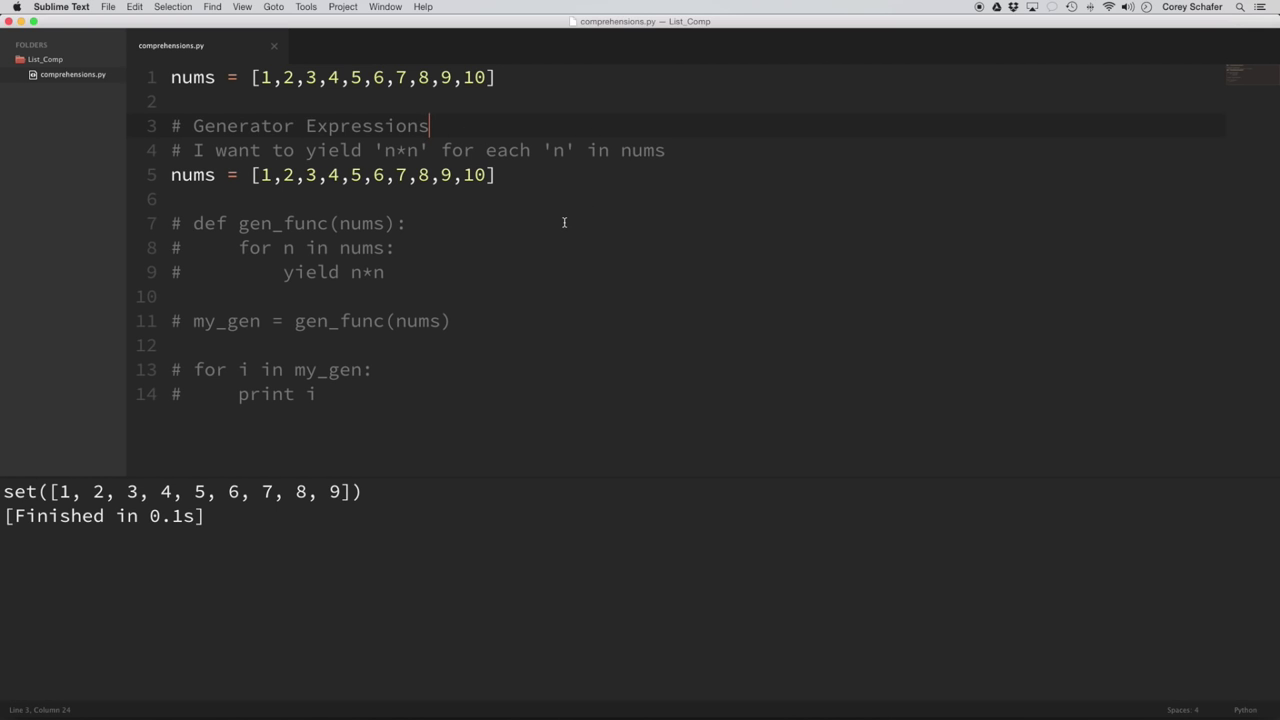 Sublime Text File Edit Selection Find View Goto Tools Project Window Help Corey Schafer
comprehensions.py — List_Comp
FOLDERS
List_Comp
comprehensions.py
comprehensions.py
1 nums = [1,2,3,4,5,6,7,8,9,10]
2
3 # Generator Expressions
4 # I want to yield 'n*n' for each 'n' in nums
5 nums = [1,2,3,4,5,6,7,8,9,10]
6
7 # def gen_func(nums):
8 #     for n in nums:
9 #         yield n*n
10
11 # my_gen = gen_func(nums)
12
13 # for i in my_gen:
14 #     print i
set([1, 2, 3, 4, 5, 6, 7, 8, 9])
[Finished in 0.1s]
Line 3, Column 24 Spaces: 4 Python